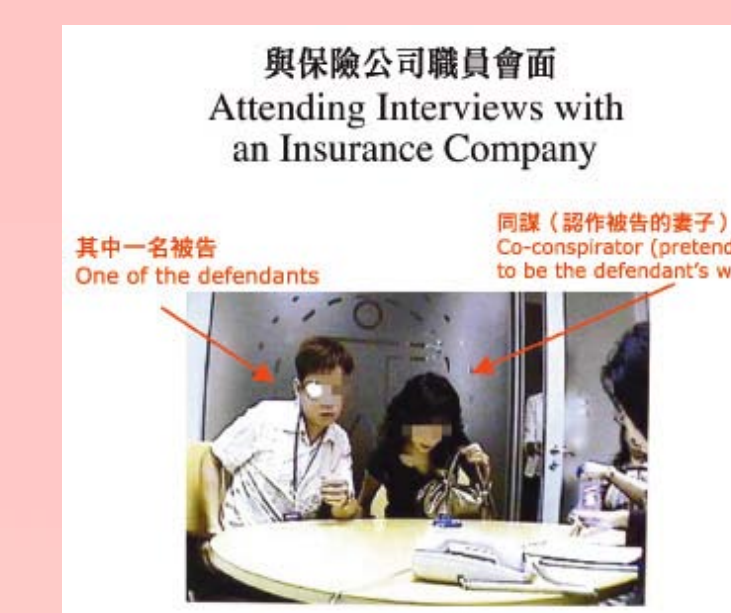 與保險公司職員會面
Attending Interviews with
an Insurance Company
其中一名被告
One of the defendants
同謀（認作被告的妻子）
Co-conspirator (pretend
to be the defendant's w